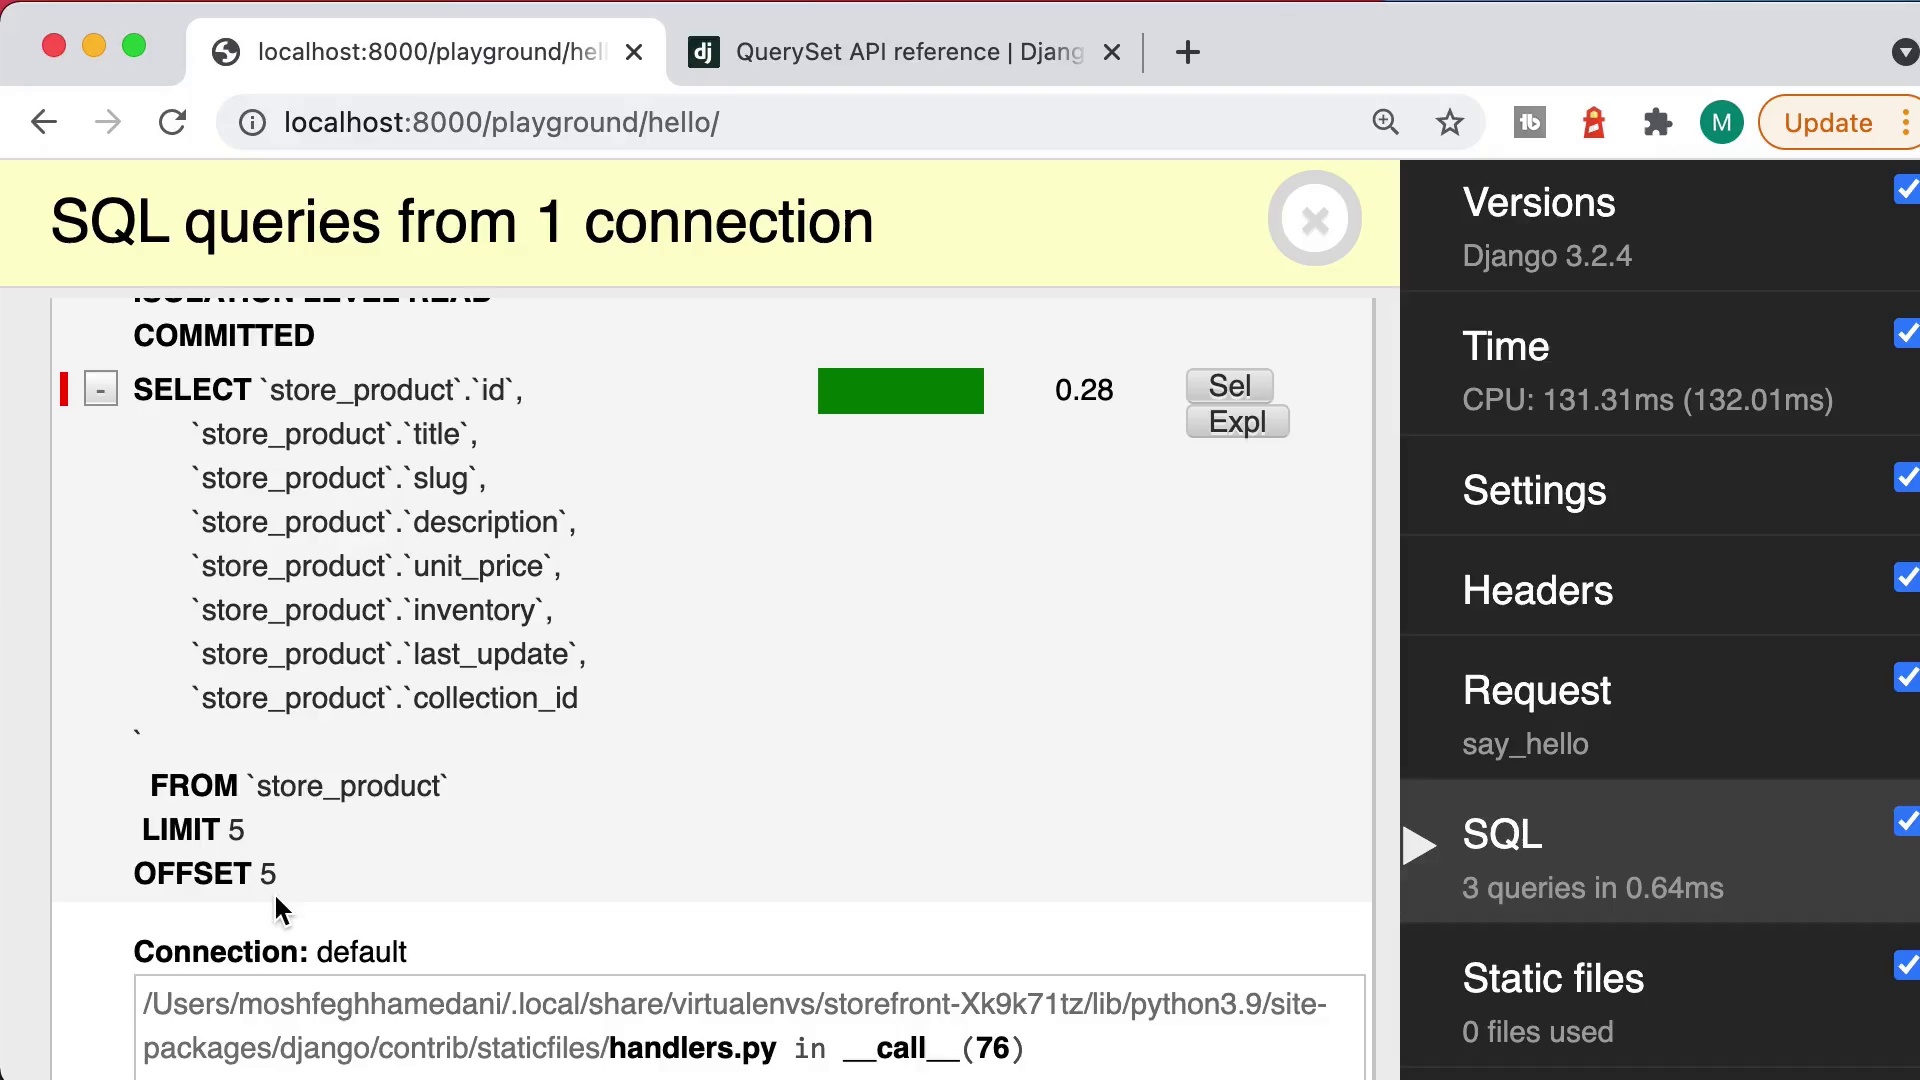 localhost:8000/playground/hell
QuerySet API reference | Djang
localhost:8000/playground/hello/
M
Update
SQL queries from 1 connection
ISOLATION LEVEL READ
COMMITTED
- SELECT `store_product`.`id`,
`store_product`.`title`,
`store_product`.`slug`,
`store_product`.`description`,
`store_product`.`unit_price`,
`store_product`.`inventory`,
`store_product`.`last_update`,
`store_product`.`collection_id
`
FROM `store_product`
LIMIT 5
OFFSET 5
0.28
Sel
Expl
Connection: default
/Users/moshfeghhamedani/.local/share/virtualenvs/storefront-Xk9k71tz/lib/python3.9/site-
packages/django/contrib/staticfiles/handlers.py in __call__(76)
Versions
Django 3.2.4
Time
CPU: 131.31ms (132.01ms)
Settings
Headers
Request
say_hello
SQL
3 queries in 0.64ms
Static files
0 files used